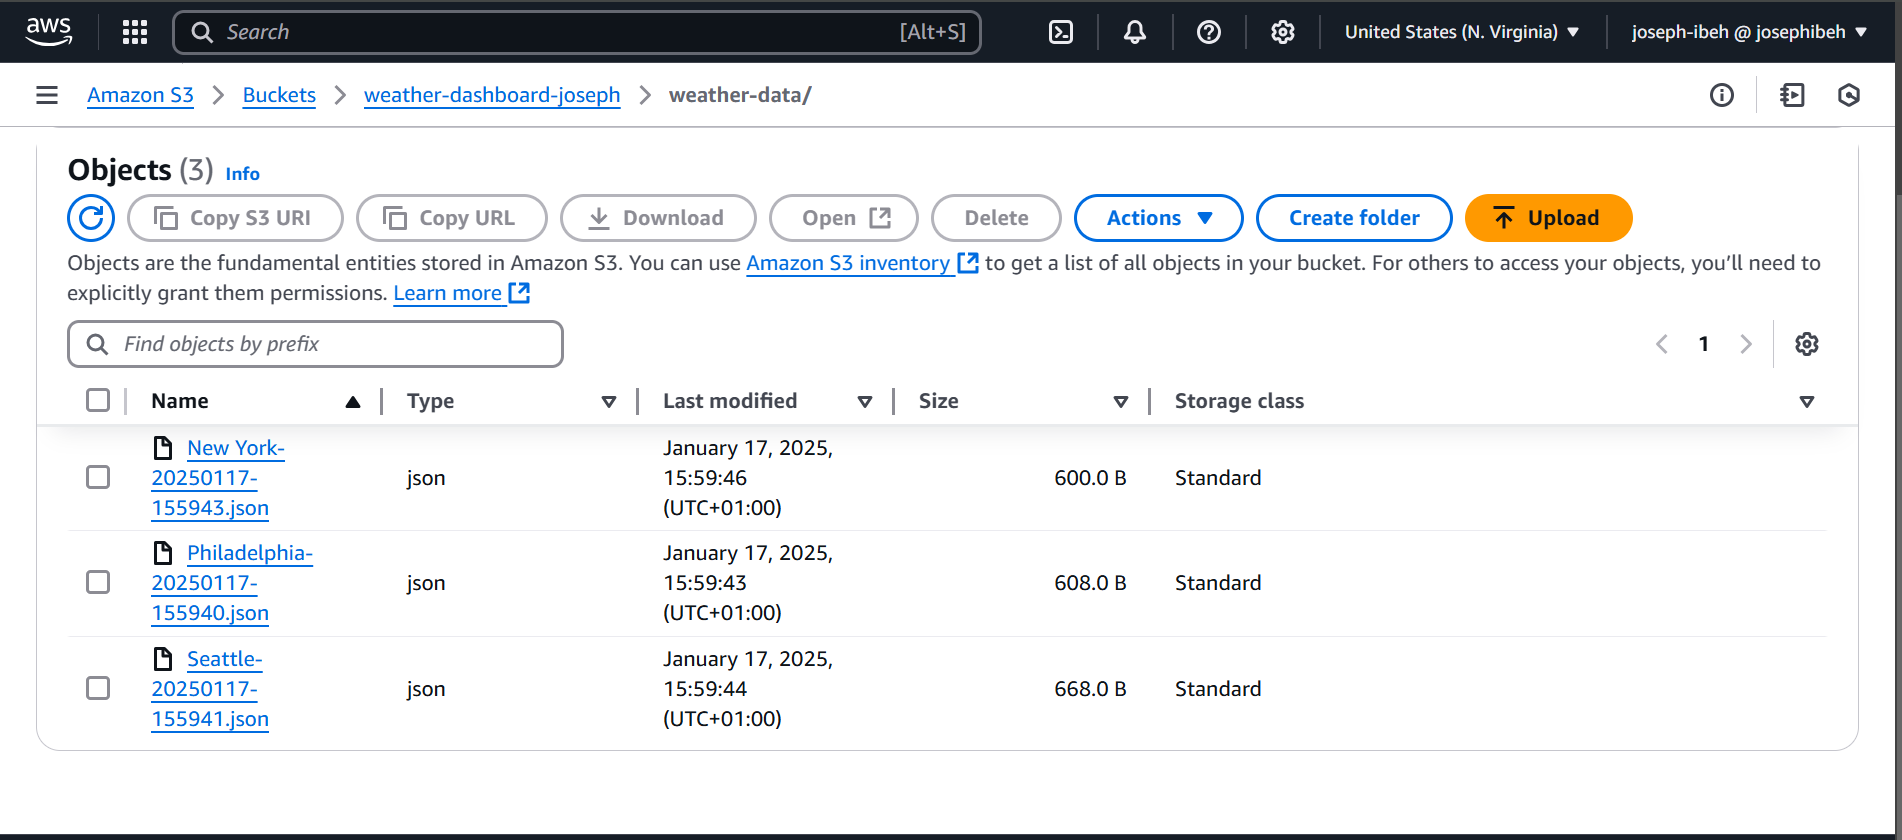 aws
Search [Alt+S] United States (N. Virginia) joseph-ibeh @ josephibeh
Amazon S3 Buckets weather-dashboard-joseph weather-data/
Objects (3) Info
Copy S3 URI Copy URL Download Open Delete Actions Create folder Upload
Objects are the fundamental entities stored in Amazon S3. You can use Amazon S3 inventory to get a list of all objects in your bucket. For others to access your objects, you’ll need to
explicitly grant them permissions. Learn more
Find objects by prefix 1
Name Type Last modified Size Storage class
New York-
20250117-
155943.json
json
January 17, 2025,
15:59:46
(UTC+01:00)
600.0 B
Standard
Philadelphia-
20250117-
155940.json
json
January 17, 2025,
15:59:43
(UTC+01:00)
608.0 B
Standard
Seattle-
20250117-
155941.json
json
January 17, 2025,
15:59:44
(UTC+01:00)
668.0 B
Standard